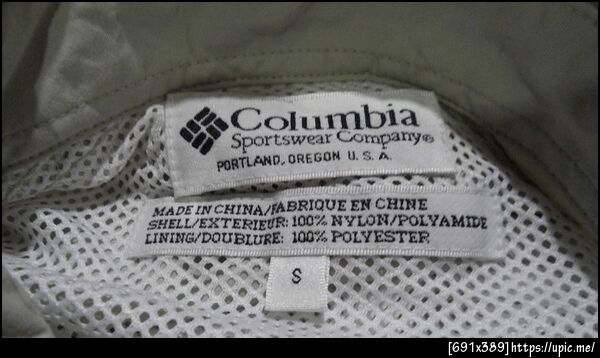 Columbia
Sportswear Company®
PORTLAND, OREGON U.S.A.
MADE IN CHINA/FABRIQUE EN CHINE
SHELL/EXTERIEUR: 100% NYLON/POLYAMIDE
LINING/DOUBLURE: 100% POLYESTER
S
[691x389]https://upic.me/